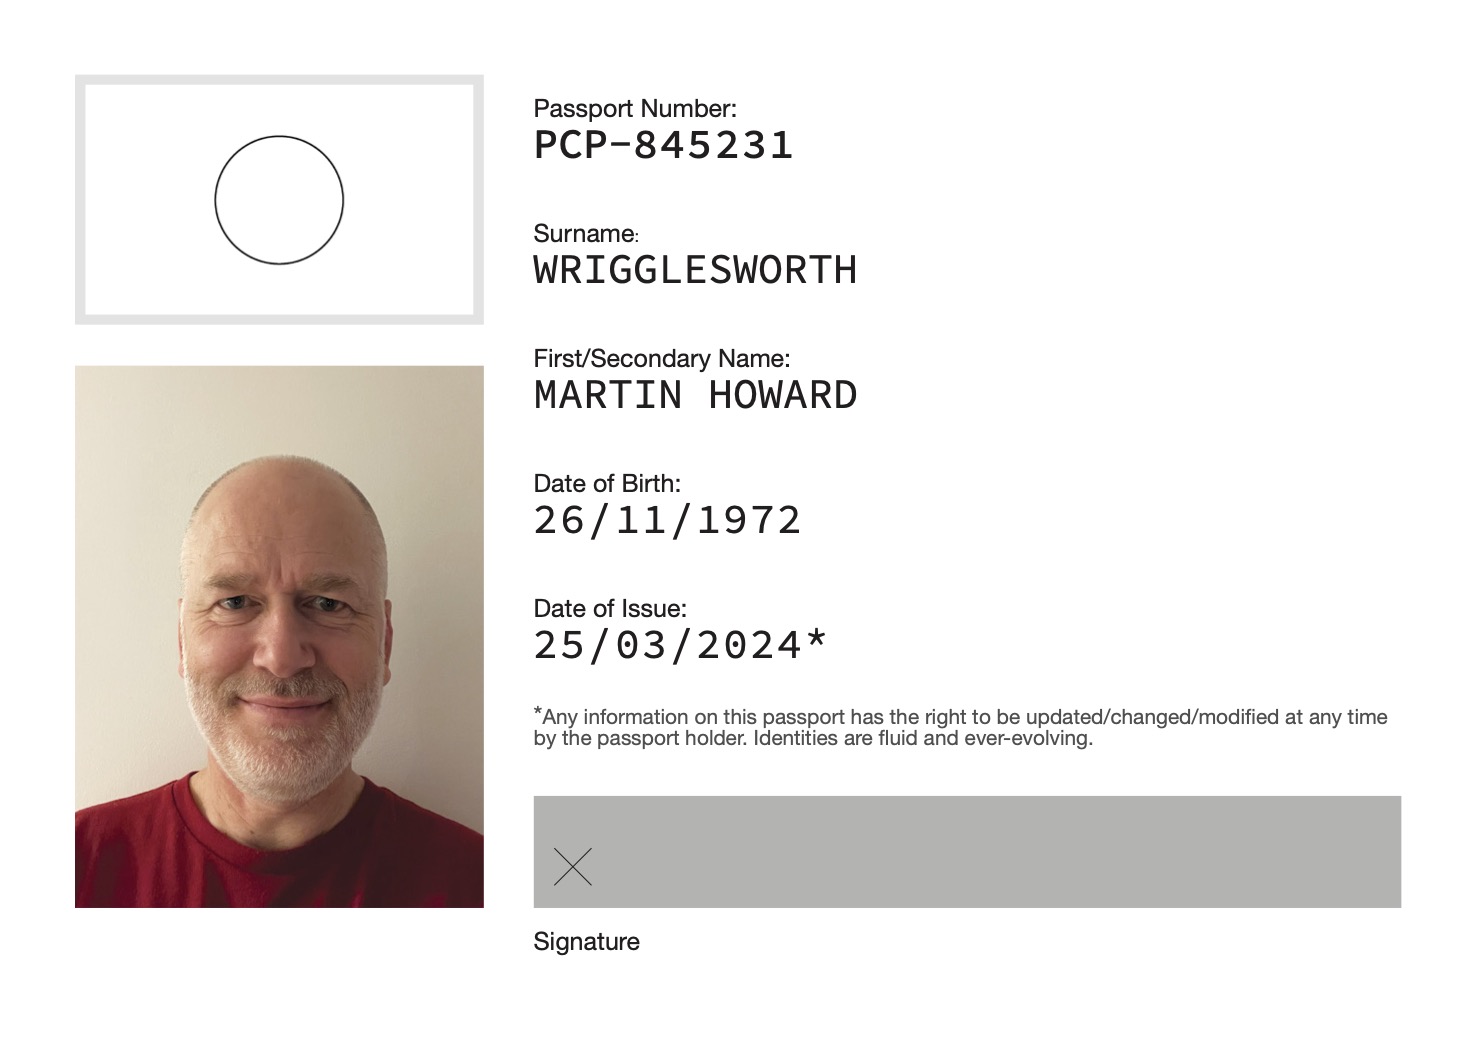 Passport Number:
PCP-845231
Surname:
WRIGGLESWORTH
First/Secondary Name:
MARTIN HOWARD
Date of Birth:
26/11/1972
Date of Issue:
25/03/2024*
*Any information on this passport has the right to be updated/changed/modified at any time
by the passport holder. Identities are fluid and ever-evolving.
Signature